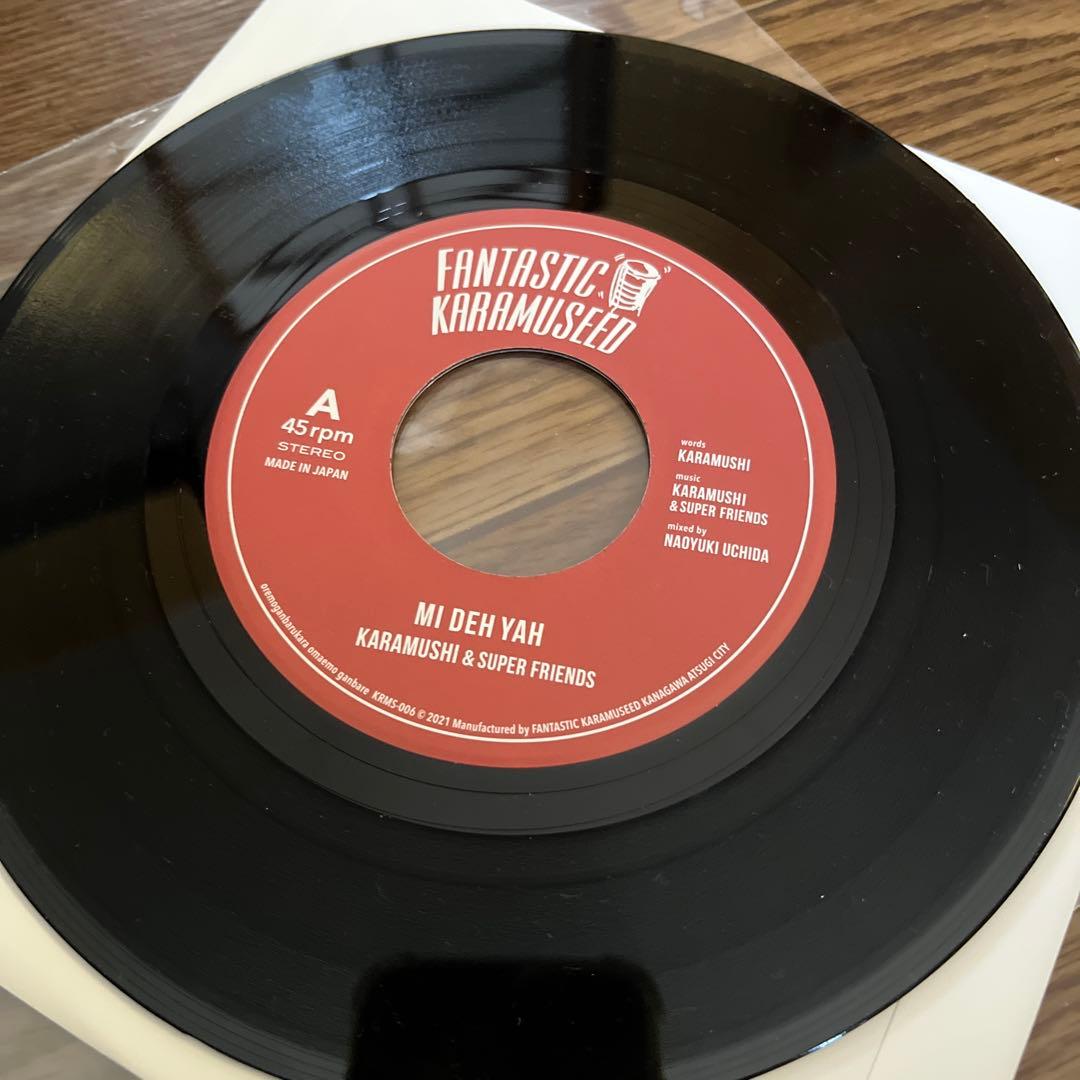 FANTASTIC
KARAMUSEED
A
45 rpm
STEREO
MADE IN JAPAN
words
KARAMUSHI
music
KARAMUSHI
& SUPER FRIENDS
mixed by
NAOYUKI UCHIDA
MI DEH YAH
KARAMUSHI & SUPER FRIENDS
oremoganbarukara omaemo ganbare KRMS-006 © 2021 Manufactured by FANTASTIC KARAMUSEED KANAGAWA ATSUGI CITY